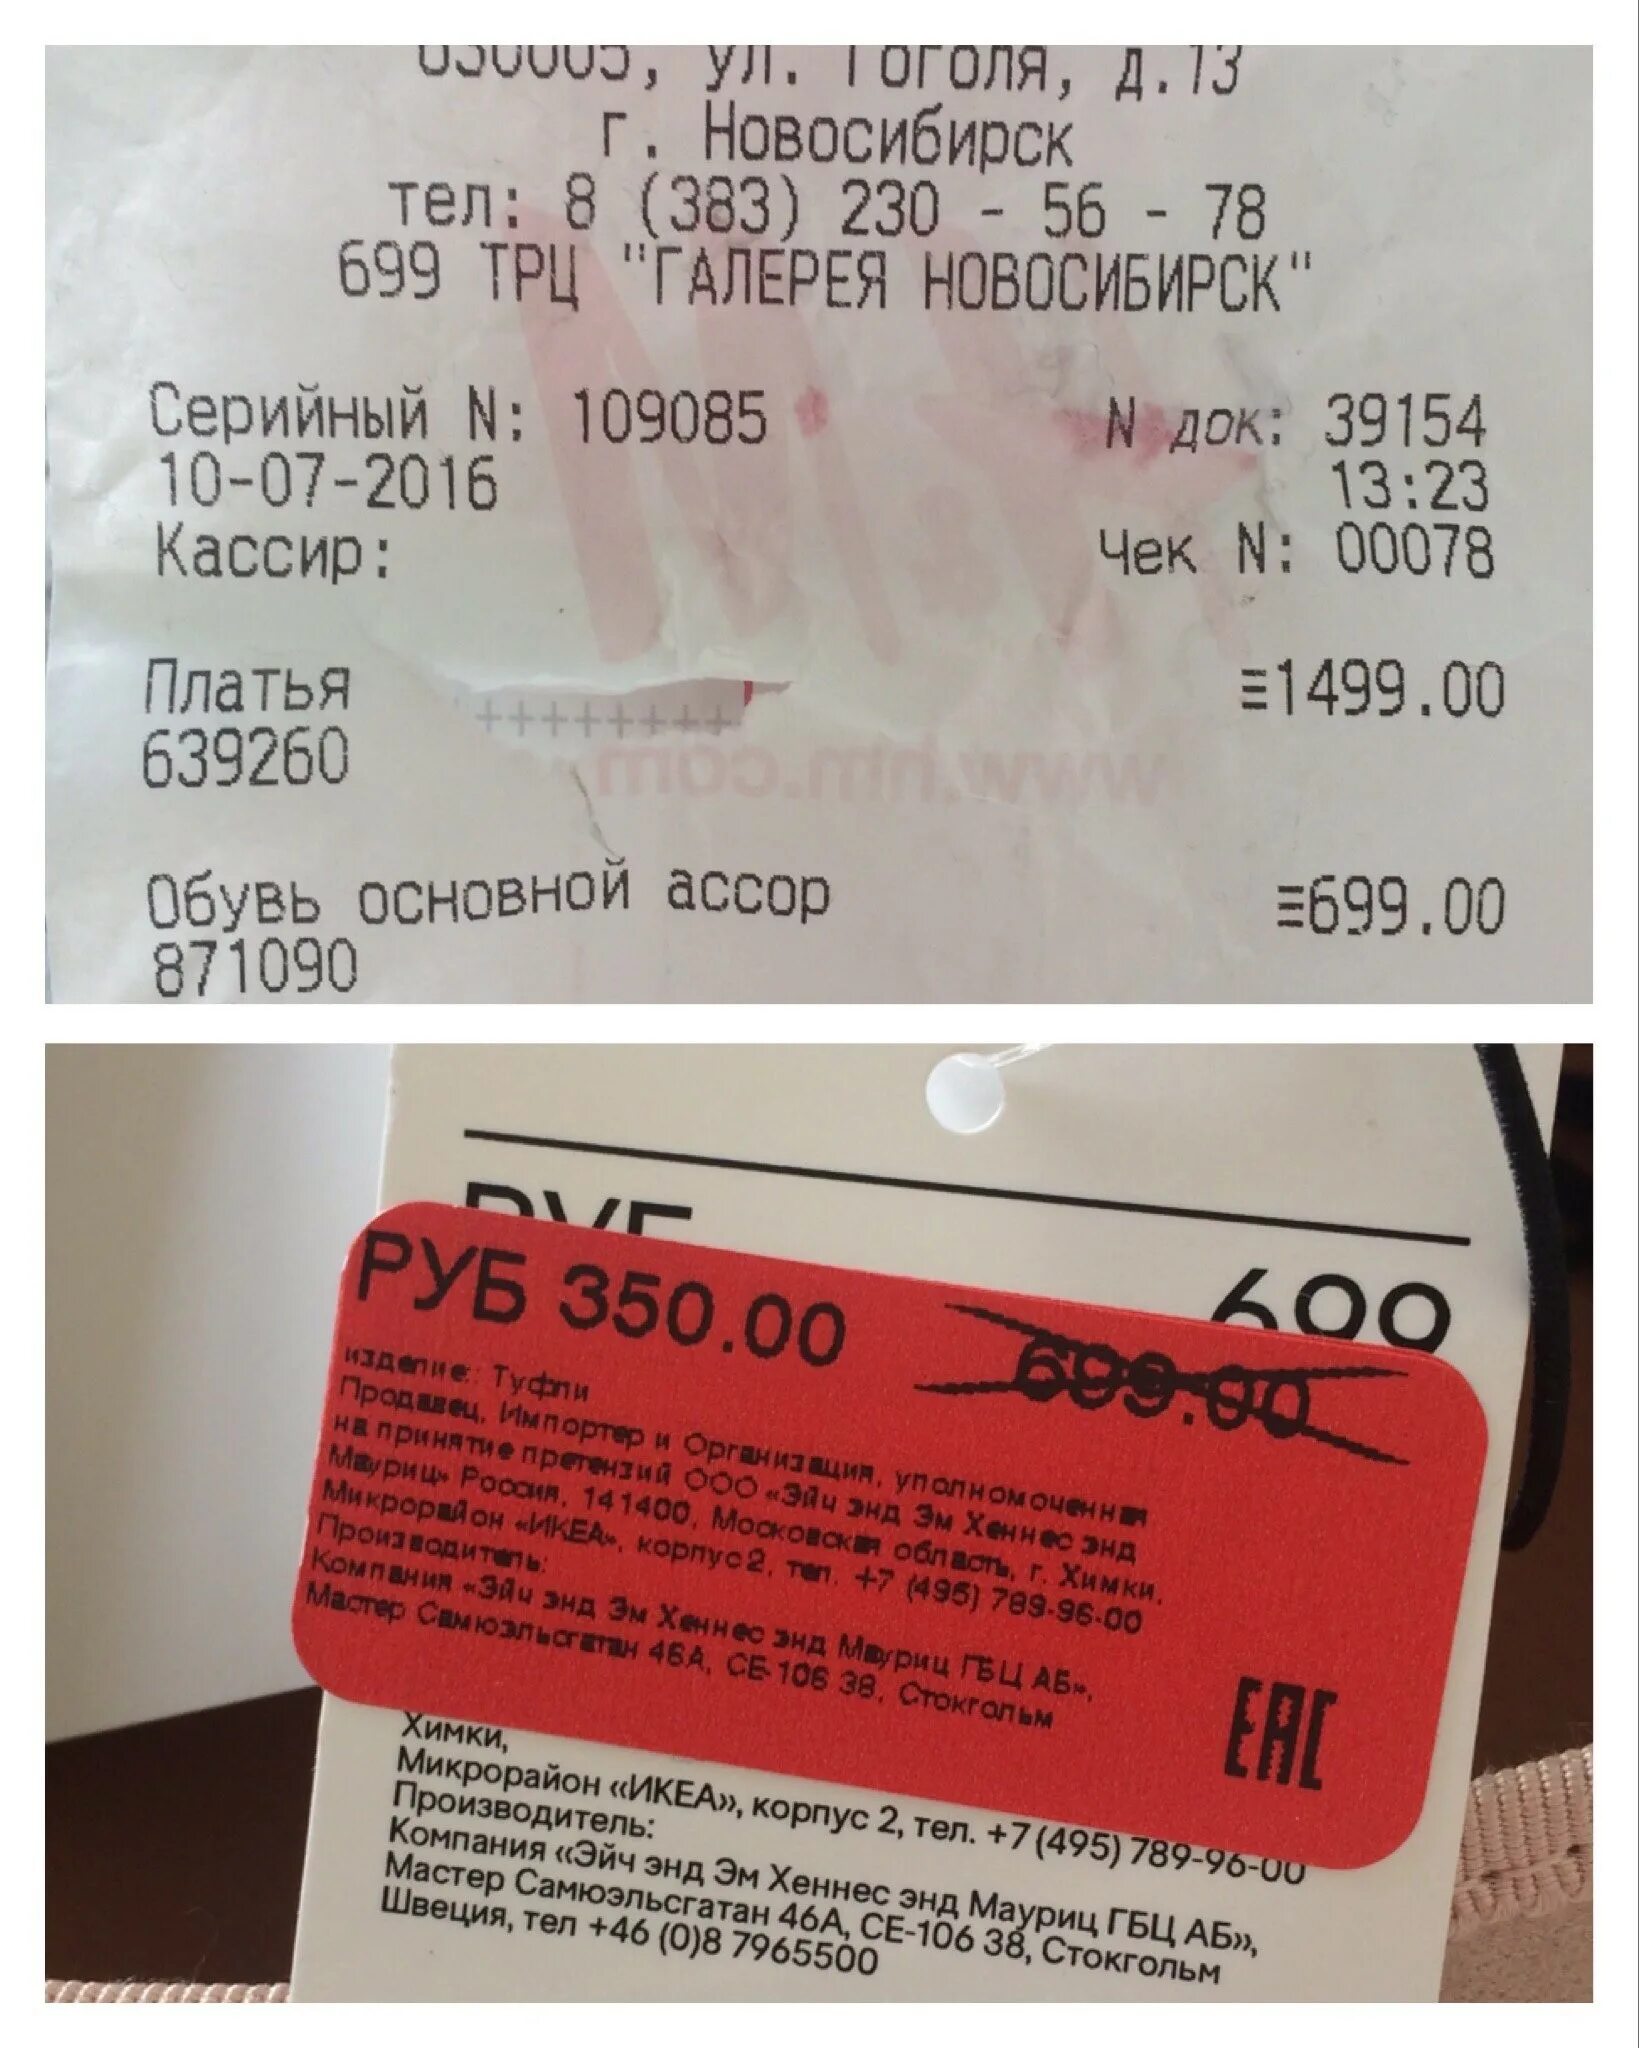 630005, ул. Гоголя, д.13
г. Новосибирск
тел: 8 (383) 230 - 56 - 78
699 ТРЦ "ГАЛЕРЕЯ НОВОСИБИРСК"
Серийный N: 109085 N док: 39154
10-07-2016 13:23
Кассир: Чек N: 00078
Платья ≡1499.00
639260
www.hm.com
Обувь основной ассор ≡699.00
871090
РУБ 699
РУБ 350.00 699.00
изделие: Туфли
Продавец, Импортер и Организация, уполномоченная
на принятие претензий ООО «Эйч энд Эм Хеннес энд
Мауриц» Россия, 141400, Московская область, г. Химки,
Микрорайон «ИКЕА», корпус 2, тел. +7 (495) 789-96-00
Производитель:
Компания «Эйч энд Эм Хеннес энд Мауриц ГБЦ АБ»,
Мастер Самюэльсгатан 46А, СЕ-106 38, Стокгольм
EAC
Химки,
Микрорайон «ИКЕА», корпус 2, тел. +7 (495) 789-96-00
Производитель:
Компания «Эйч энд Эм Хеннес энд Мауриц ГБЦ АБ»,
Мастер Самюэльсгатан 46А, СЕ-106 38, Стокгольм
Швеция, тел +46 (0)8 7965500